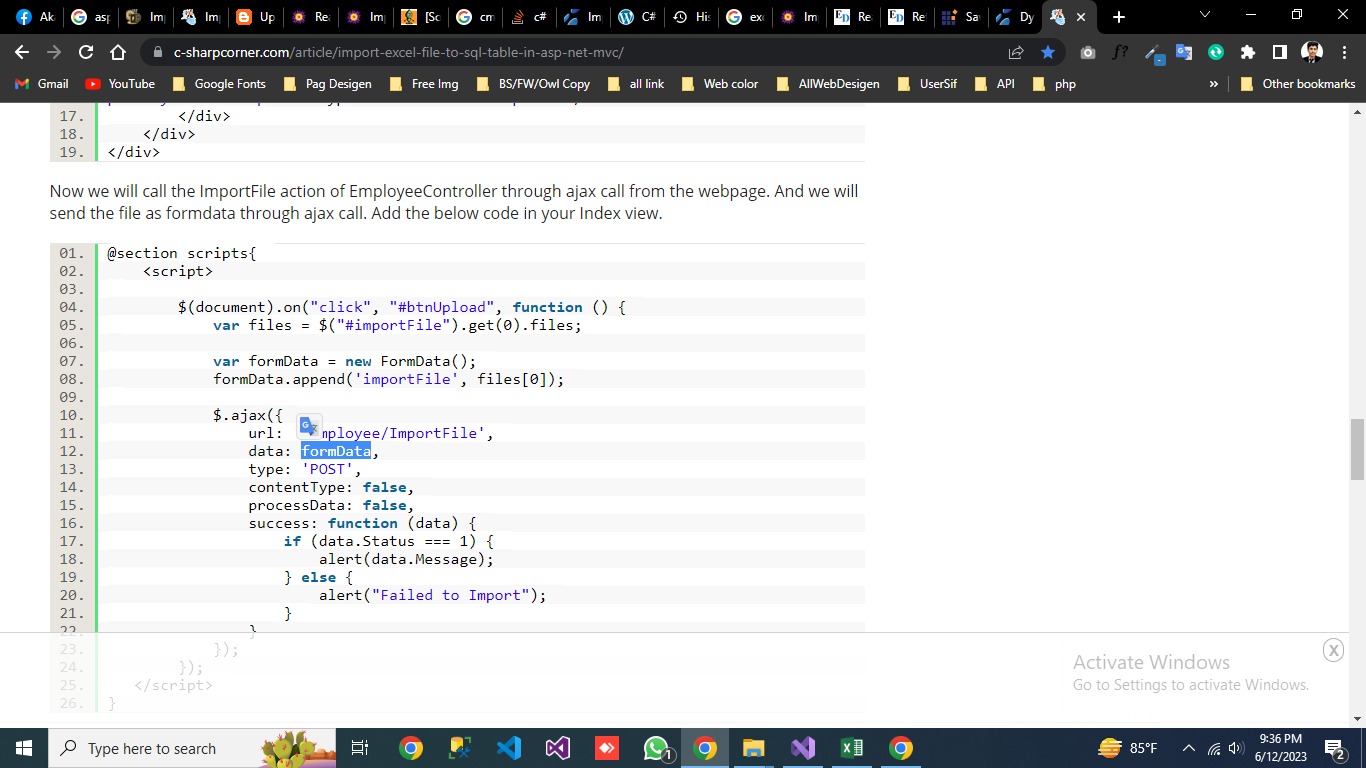 Ak
asp
Imp
Imp
Up
Rea
Imp
[So
cm
c#
Im
C#
His
exc
Im
Re
Re
Sa
Dy
c-sharpcorner.com/article/import-excel-file-to-sql-table-in-asp-net-mvc/
f?
Gmail
YouTube
Google Fonts
Pag Desigen
Free Img
BS/FW/Owl Copy
all link
Web color
AllWebDesigen
UserSif
API
php
»
Other bookmarks
17. </div>
18. </div>
19. </div>
Now we will call the ImportFile action of EmployeeController through ajax call from the webpage. And we will
send the file as formdata through ajax call. Add the below code in your Index view.
01. @section scripts{
02. <script>
03.
04. $(document).on("click", "#btnUpload", function () {
05. var files = $("#importFile").get(0).files;
06.
07. var formData = new FormData();
08. formData.append('importFile', files[0]);
09.
10. $.ajax({
11. url: mployee/ImportFile',
12. data: formData,
13. type: 'POST',
14. contentType: false,
15. processData: false,
16. success: function (data) {
17. if (data.Status === 1) {
18. alert(data.Message);
19. } else {
20. alert("Failed to Import");
21. }
22. }
23. });
24. });
25. </script>
26. }
X
Activate Windows
Go to Settings to activate Windows.
Type here to search
1
85°F
9:36 PM
6/12/2023
2